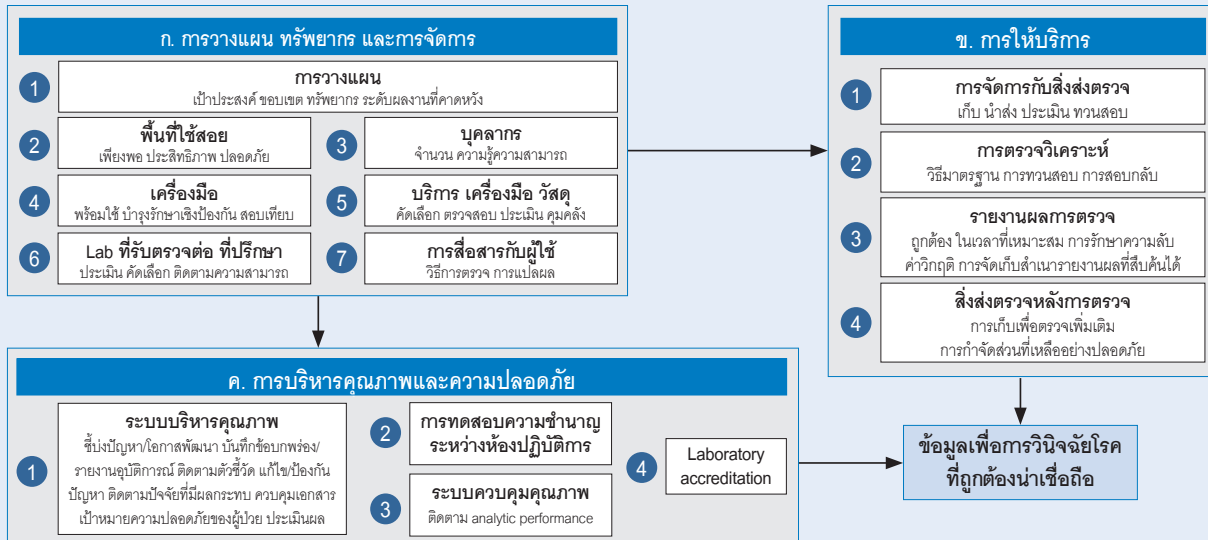 ก. การวางแผน ทรัพยากร และการจัดการ
1
การวางแผน
เป้าประสงค์ ขอบเขต ทรัพยากร ระดับผลงานที่คาดหวัง
2
พื้นที่ใช้สอย
เพียงพอ ประสิทธิภาพ ปลอดภัย
3
บุคลากร
จำนวน ความรู้ความสามารถ
4
เครื่องมือ
พร้อมใช้ บำรุงรักษาเชิงป้องกัน สอบเทียบ
5
บริการ เครื่องมือ วัสดุ
คัดเลือก ตรวจสอบ ประเมิน คุมคลัง
6
Lab ที่รับตรวจต่อ ที่ปรึกษา
ประเมิน คัดเลือก ติดตามความสามารถ
7
การสื่อสารกับผู้ใช้
วิธีการตรวจ การแปลผล
ข. การให้บริการ
1
การจัดการกับสิ่งส่งตรวจ
เก็บ นำส่ง ประเมิน ทวนสอบ
2
การตรวจวิเคราะห์
วิธีมาตรฐาน การทวนสอบ การสอบกลับ
3
รายงานผลการตรวจ
ถูกต้อง ในเวลาที่เหมาะสม การรักษาความลับ
ค่าวิกฤติ การจัดเก็บสำเนารายงานผลที่สืบค้นได้
4
สิ่งส่งตรวจหลังการตรวจ
การเก็บเพื่อตรวจเพิ่มเติม
การกำจัดส่วนที่เหลืออย่างปลอดภัย
ค. การบริหารคุณภาพและความปลอดภัย
1
ระบบบริหารคุณภาพ
ชี้บ่งปัญหา/โอกาสพัฒนา บันทึกข้อบกพร่อง/
รายงานอุบัติการณ์ ติดตามตัวชี้วัด แก้ไข/ป้องกัน
ปัญหา ติดตามปัจจัยที่มีผลกระทบ ควบคุมเอกสาร
เป้าหมายความปลอดภัยของผู้ป่วย ประเมินผล
2
การทดสอบความชำนาญ
ระหว่างห้องปฏิบัติการ
3
ระบบควบคุมคุณภาพ
ติดตาม analytic performance
4
Laboratory
accreditation
ข้อมูลเพื่อการวินิจฉัยโรค
ที่ถูกต้องน่าเชื่อถือ